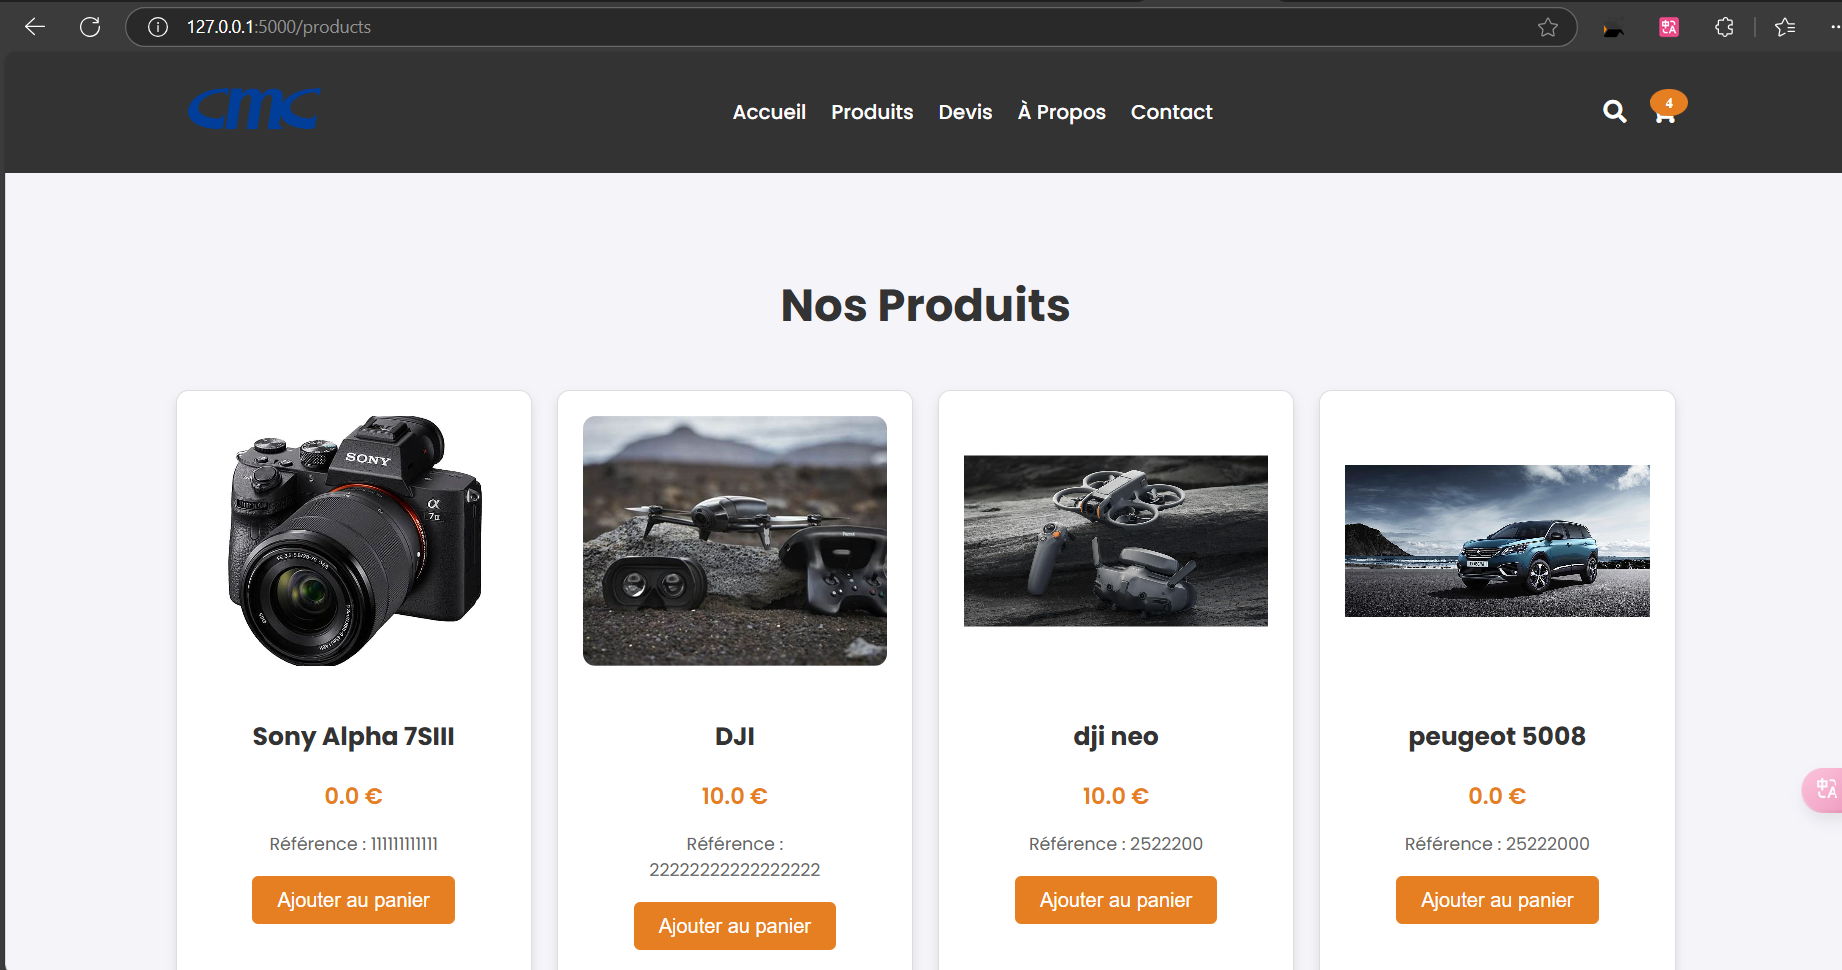 127.0.0.1:5000/products
cmc
Accueil Produits Devis À Propos Contact
4
Nos Produits
SONY
α
7II
Sony Alpha 7SIII
0.0 €
Référence : 111111111111
Ajouter au panier
DJI
10.0 €
Référence :
22222222222222222
Ajouter au panier
dji neo
10.0 €
Référence : 2522200
Ajouter au panier
peugeot 5008
0.0 €
Référence : 25222000
Ajouter au panier